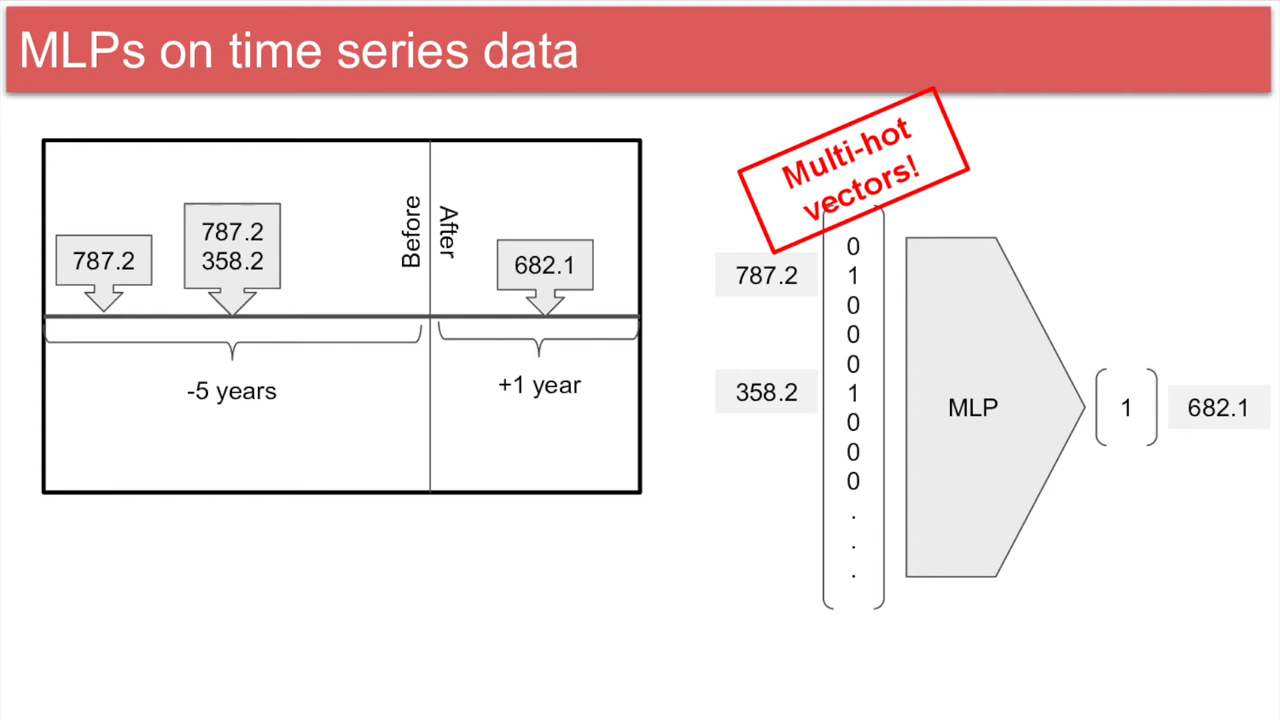 MLPs on time series data
787.2
787.2
358.2
Before
After
682.1
-5 years
+1 year
Multi-hot
vectors!
787.2
358.2
0
1
0
0
0
1
0
0
0
.
.
.
MLP
1
682.1